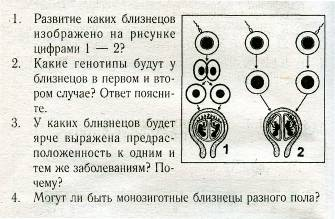 1. Развитие каких близнецов
изображено на рисунке
цифрами 1 — 2?
2. Какие генотипы будут у
близнецов в первом и вто-
ром случае? Ответ поясни-
те.
3. У каких близнецов будет
ярче выражена предрас-
положенность к одним и
тем же заболеваниям? По-
чему?
4. Могут ли быть монозиготные близнецы разного пола?
1
2